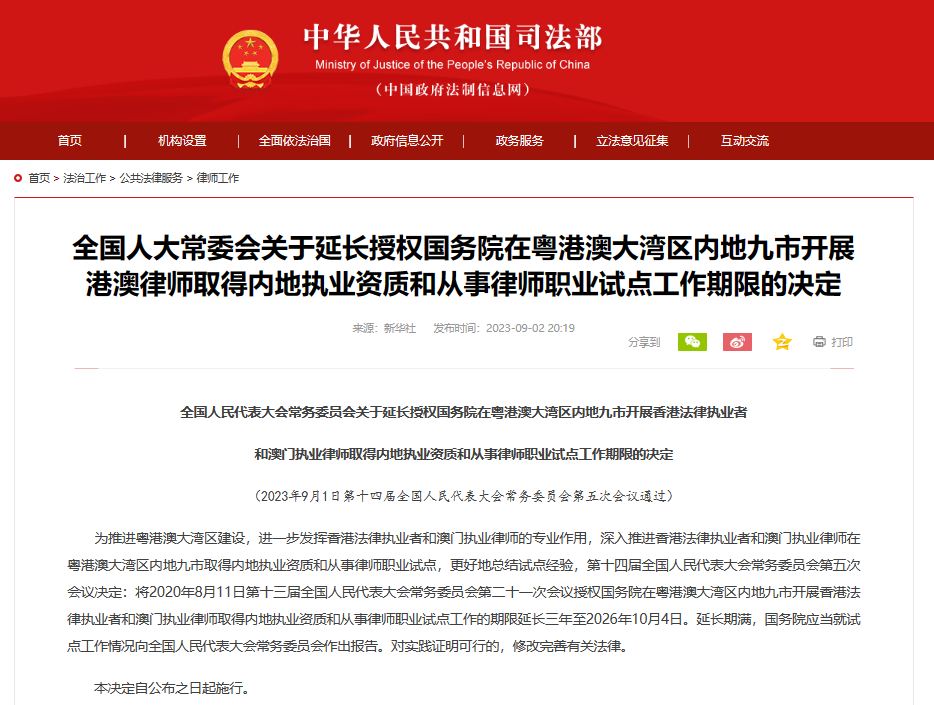 中华人民共和国司法部
Ministry of Justice of the People's Republic of China
（中国政府法制信息网）
首页 | 机构设置 | 全面依法治国 | 政府信息公开 | 政务服务 | 立法意见征集 | 互动交流
首页 > 法治工作 > 公共法律服务 > 律师工作
全国人大常委会关于延长授权国务院在粤港澳大湾区内地九市开展
港澳律师取得内地执业资质和从事律师职业试点工作期限的决定
来源：新华社 发布时间：2023-09-02 20:19
分享到 打印
全国人民代表大会常务委员会关于延长授权国务院在粤港澳大湾区内地九市开展香港法律执业者
和澳门执业律师取得内地执业资质和从事律师职业试点工作期限的决定
（2023年9月1日第十四届全国人民代表大会常务委员会第五次会议通过）
为推进粤港澳大湾区建设，进一步发挥香港法律执业者和澳门执业律师的专业作用，深入推进香港法律执业者和澳门执业律师在
粤港澳大湾区内地九市取得内地执业资质和从事律师职业试点，更好地总结试点经验，第十四届全国人民代表大会常务委员会第五次
会议决定：将2020年8月11日第十三届全国人民代表大会常务委员会第二十一次会议授权国务院在粤港澳大湾区内地九市开展香港法
律执业者和澳门执业律师取得内地执业资质和从事律师职业试点工作的期限延长三年至2026年10月4日。延长期满，国务院应当就试
点工作情况向全国人民代表大会常务委员会作出报告。对实践证明可行的，修改完善有关法律。
本决定自公布之日起施行。